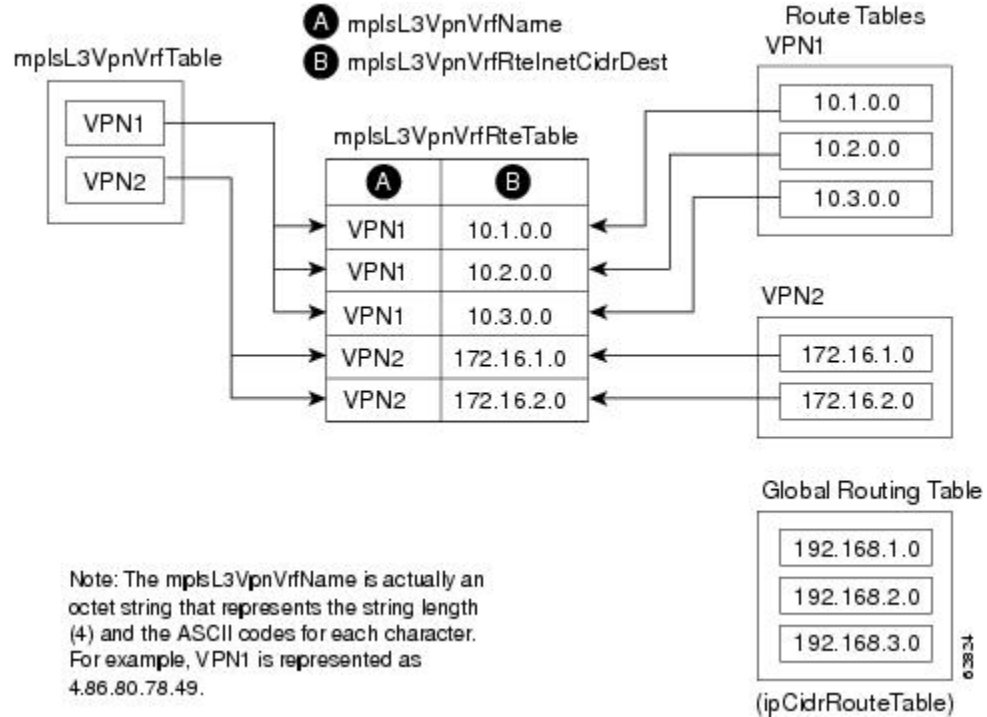 A mplsL3VpnVrfName
B mplsL3VpnVrfRteInetCidrDest
mplsL3VpnVrfTable
VPN1
VPN2
mplsL3VpnVrfRteTable
A B
VPN1 10.1.0.0
VPN1 10.2.0.0
VPN1 10.3.0.0
VPN2 172.16.1.0
VPN2 172.16.2.0
Route Tables
VPN1
10.1.0.0
10.2.0.0
10.3.0.0
VPN2
172.16.1.0
172.16.2.0
Global Routing Table
192.168.1.0
192.168.2.0
192.168.3.0
(ipCidrRouteTable)
62824
Note: The mplsL3VpnVrfName is actually an
octet string that represents the string length
(4) and the ASCII codes for each character.
For example, VPN1 is represented as
4.86.80.78.49.